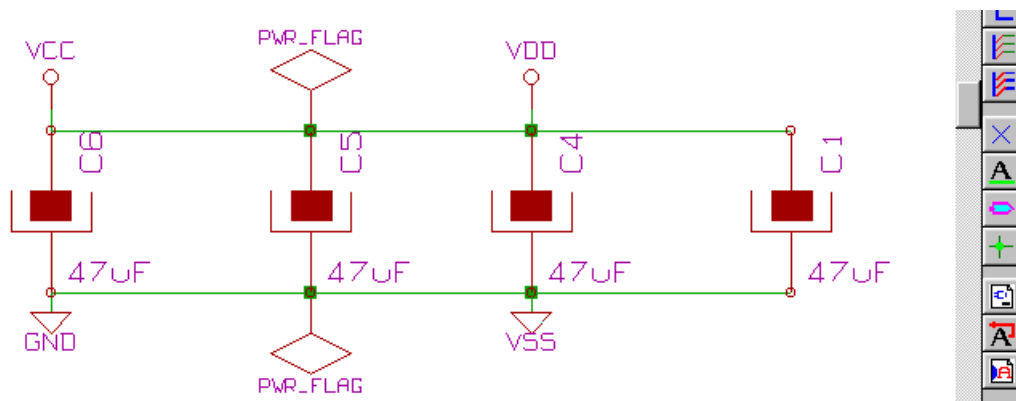 PWR_FLAG
VCC
VDD
C6
C5
C4
C1
47uF
47uF
47uF
47uF
GND
VSS
PWR_FLAG
A
A
A